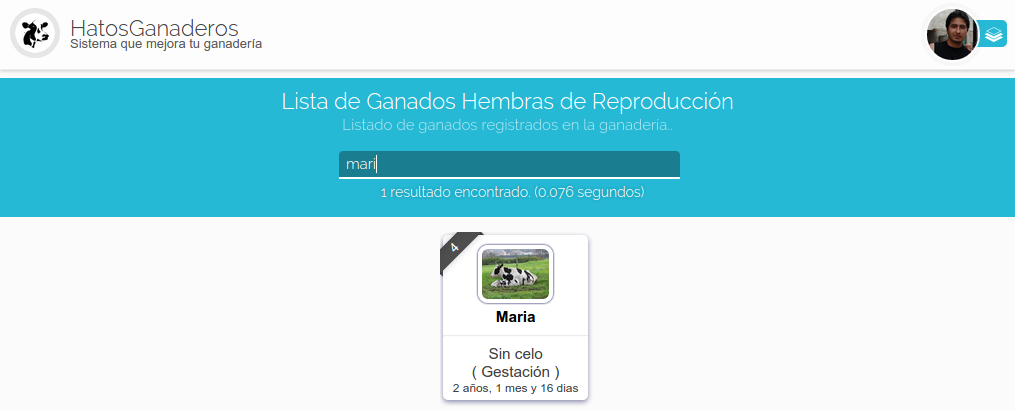 HatosGanaderos
Sistema que mejora tu ganadería
Lista de Ganados Hembras de Reproducción
Listado de ganados registrados en la ganadería..
mari
1 resultado encontrado. (0.076 segundos)
4
Maria
Sin celo
( Gestación )
2 años, 1 mes y 16 dias